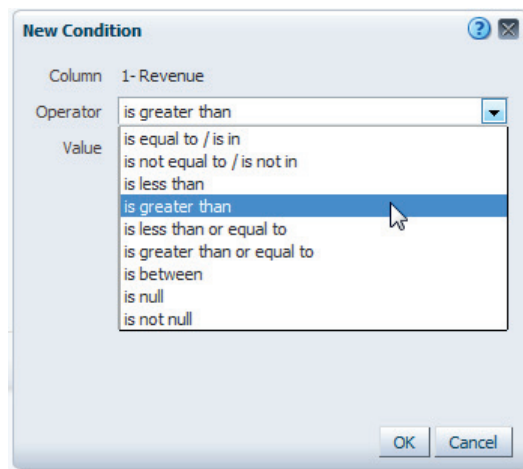 New Condition
Column 1- Revenue
Operator is greater than
Value
is equal to / is in
is not equal to / is not in
is less than
is greater than
is less than or equal to
is greater than or equal to
is between
is null
is not null
OK Cancel